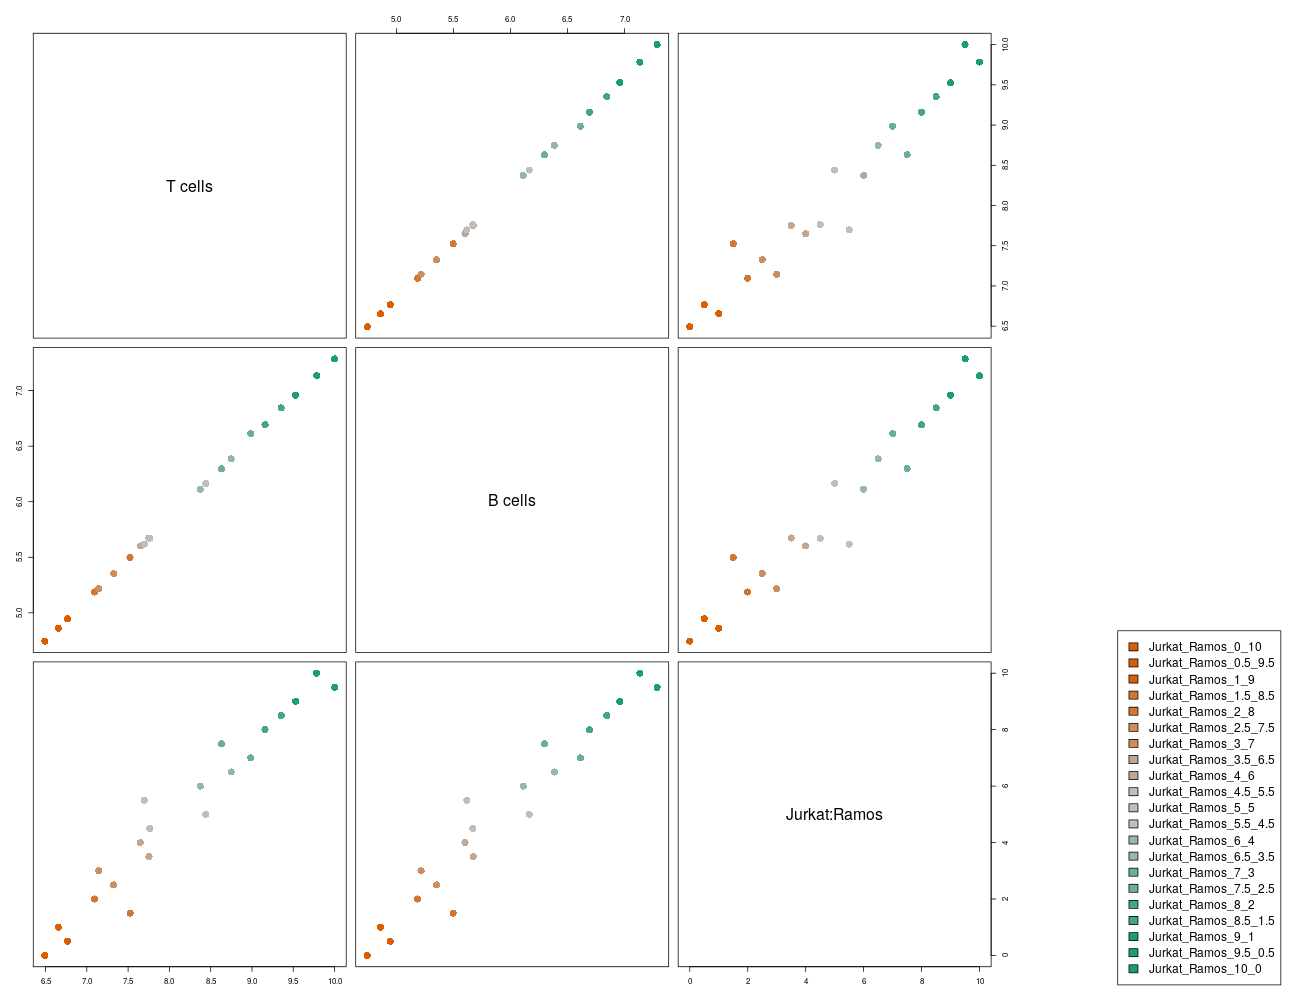 5.0 5.5 6.0 6.5 7.0
T cells
6.5 7.0 7.5 8.0 8.5 9.0 9.5 10.0
5.0 5.5 6.0 6.5 7.0
B cells
Jurkat:Ramos
0 2 4 6 8 10
6.5 7.0 7.5 8.0 8.5 9.0 9.5 10.0
0 2 4 6 8 10
Jurkat_Ramos_0_10
Jurkat_Ramos_0.5_9.5
Jurkat_Ramos_1_9
Jurkat_Ramos_1.5_8.5
Jurkat_Ramos_2_8
Jurkat_Ramos_2.5_7.5
Jurkat_Ramos_3_7
Jurkat_Ramos_3.5_6.5
Jurkat_Ramos_4_6
Jurkat_Ramos_4.5_5.5
Jurkat_Ramos_5_5
Jurkat_Ramos_5.5_4.5
Jurkat_Ramos_6_4
Jurkat_Ramos_6.5_3.5
Jurkat_Ramos_7_3
Jurkat_Ramos_7.5_2.5
Jurkat_Ramos_8_2
Jurkat_Ramos_8.5_1.5
Jurkat_Ramos_9_1
Jurkat_Ramos_9.5_0.5
Jurkat_Ramos_10_0